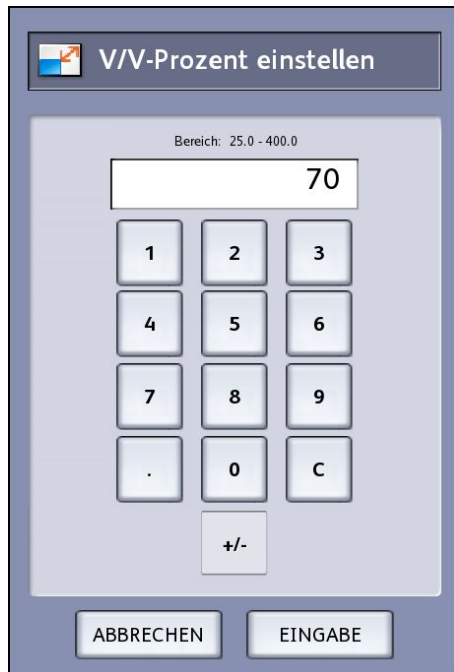 V/V-Prozent einstellen
Bereich: 25.0 - 400.0
70
1 2 3
4 5 6
7 8 9
. 0 C
+/-
ABBRECHEN EINGABE